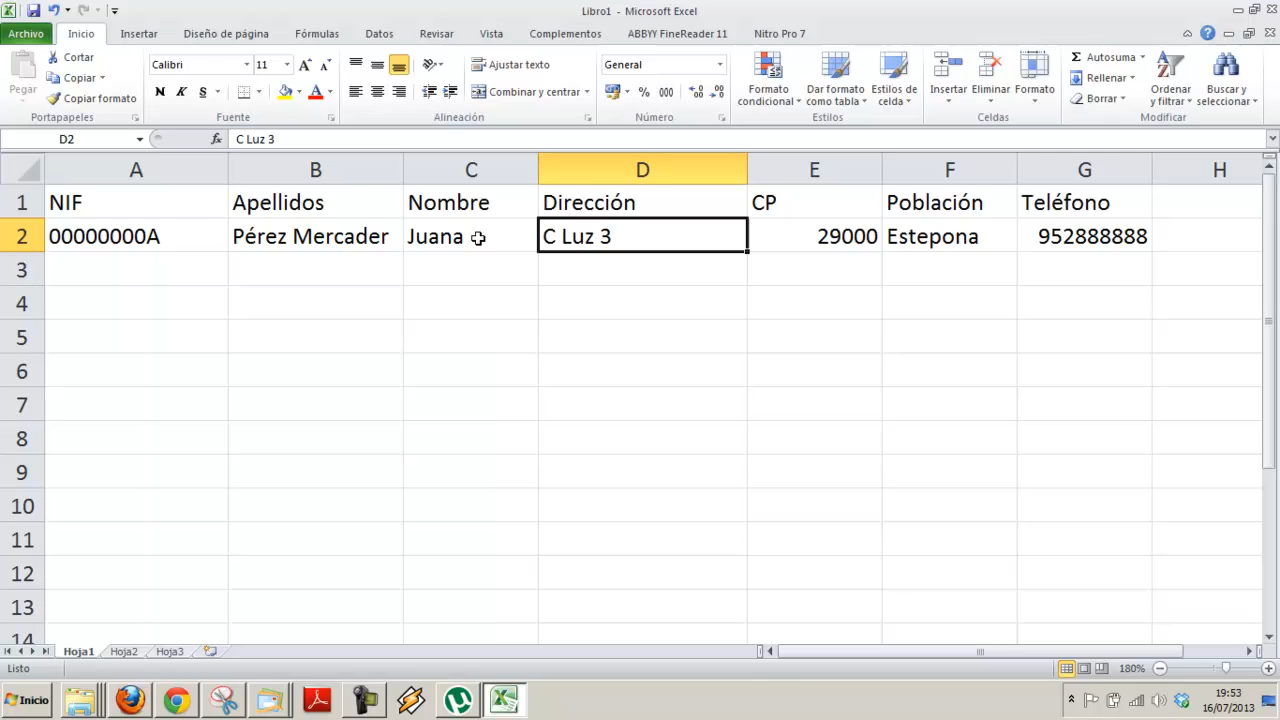 Libro1 - Microsoft Excel
Archivo Inicio Insertar Diseño de página Fórmulas Datos Revisar Vista Complementos ABBYY FineReader 11 Nitro Pro 7
Pegar
Cortar
Copiar
Copiar formato
Portapapeles
Calibri 11
N K S
Fuente
Ajustar texto
Combinar y centrar
Alineación
General
% 000
Número
Formato condicional
Dar formato como tabla
Estilos de celda
Estilos
Insertar Eliminar Formato
Celdas
Autosuma
Rellenar
Borrar
Ordenar y filtrar
Buscar y seleccionar
Modificar
D2 fx C Luz 3
A B C D E F G H
1 NIF Apellidos Nombre Dirección CP Población Teléfono
2 00000000A Pérez Mercader Juana C Luz 3 29000 Estepona 952888888
3
4
5
6
7
8
9
10
11
12
13
14
Hoja1 Hoja2 Hoja3
Listo 180%
Inicio
19:53
16/07/2013